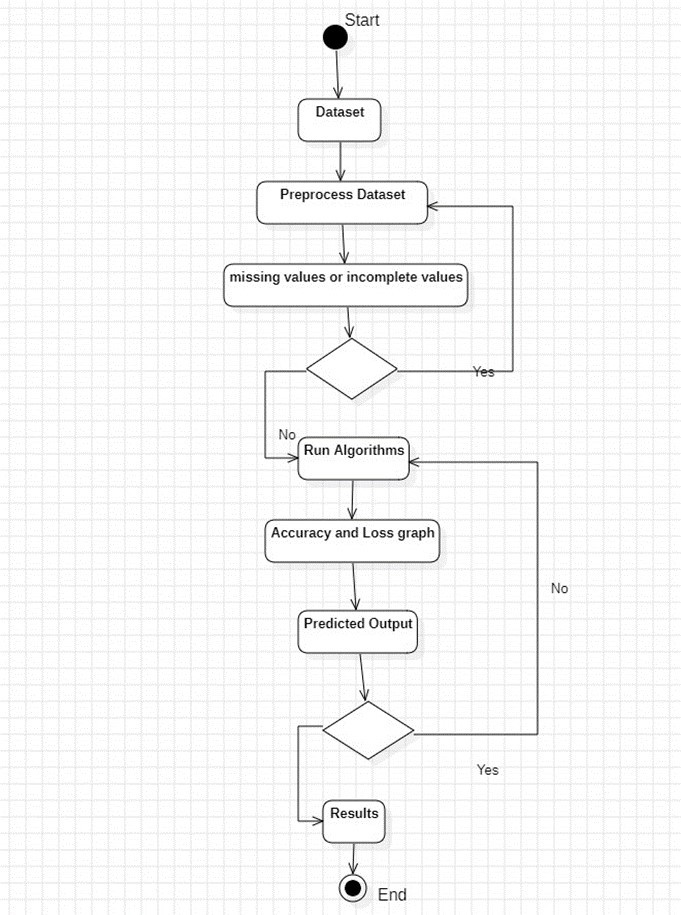 Start
Dataset
Preprocess Dataset
missing values or incomplete values
Yes
No
Run Algorithms
Accuracy and Loss graph
No
Predicted Output
Yes
Results
End